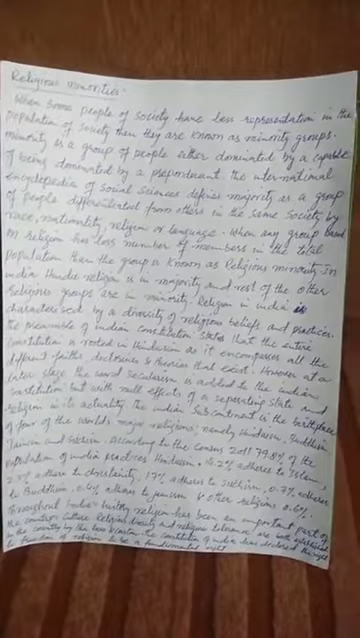 Religious minorities:-
When some people of society have less representation in the
population of society then they are known as minority groups.
minority is a group of people either dominated by a capable
of being dominated by a prepondeant the international
encyclopedia of Social Sciences defines majority as a group
of people differentiated from others in the same society by
race, nationality, religion or language. When any group based
on religion has less number of members in the total
population then the group is known as Religious minority. In
india Hindu religion is in majority and rest of the other
religious groups are in minority. Religion in india is
characterised by a diversity of religious beliefs and practices.
the preamable of Indian constitution states that the entire
constitution is rooted in Hinduism as it encompasses all the
different faiths, doctorines & theories that exist. However at a
later stage the word secularism is added to the indian
constitution but with null effects of a separating state and
religion in its actuality the indian Subcontinent is the birthplace
of four of the world's major religions; namely Hinduism, Buddhism
Jainism and Sikhism. According to the Census 2011 79.8% of the
population of india practices Hinduism, 14.2% adheres to Islam,
2.3% adhere to christainity, 1.7% adheres to Sikhism, 0.7% adheres
to Buddhism, 0.4% adheres to jainism & other religions 0.6%.
throughout India's history religion has been an important part of
the country's culture Religious diversity and religious tolerance are both established
in the country by the law & custom the constitution of india has declared the right
to freedom of religion to be a fundamental right